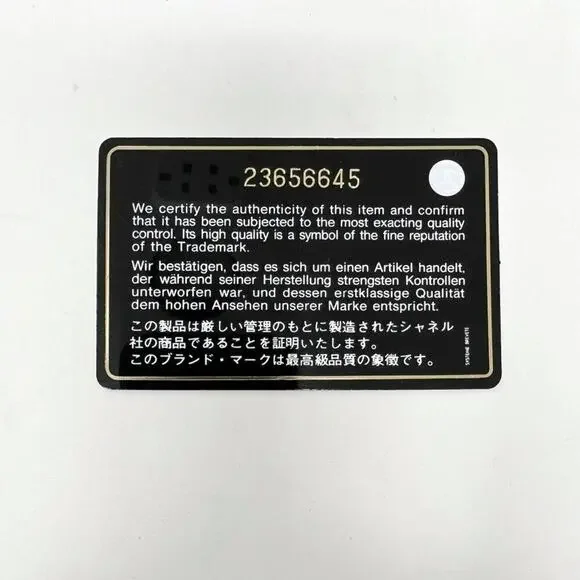 23656645
We certify the authenticity of this item and confirm
that it has been subjected to the most exacting quality
control. Its high quality is a symbol of the fine reputation
of the Trademark.
Wir bestätigen, dass es sich um einen Artikel handelt,
der während seiner Herstellung strengsten Kontrollen
unterworfen war, und dessen erstklassige Qualität
dem hohen Ansehen unserer Marke entspricht.
この製品は厳しい管理のもとに製造されたシャネル
社の商品であることを証明いたします。
このブランド・マークは最高級品質の象徴です。
SYSTEME BREVETE